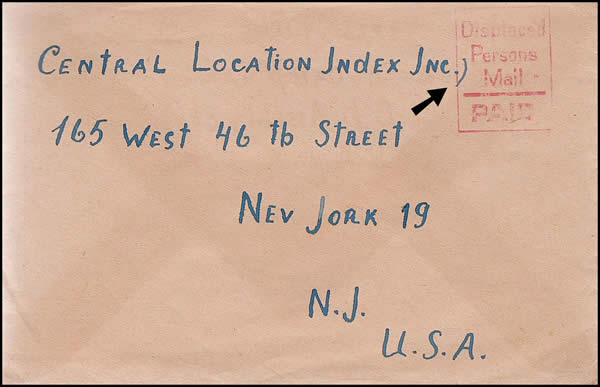 Displaced
Persons
Mail
PAID
CENTRAL LOCATION INDEX INC.)
165 WEST 46 th STREET
NEV JORK 19
N.J.
U.S.A.